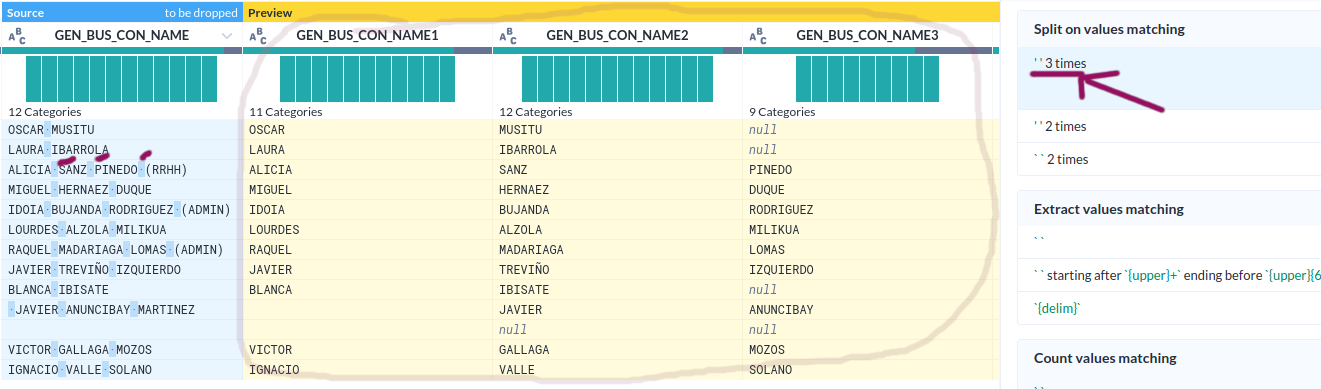 Source to be dropped Preview
GEN_BUS_CON_NAME GEN_BUS_CON_NAME1 GEN_BUS_CON_NAME2 GEN_BUS_CON_NAME3
12 Categories 11 Categories 12 Categories 9 Categories
OSCAR·MUSITU OSCAR MUSITU null
LAURA·IBARROLA LAURA IBARROLA null
ALICIA·SANZ·PINEDO·(RRHH) ALICIA SANZ PINEDO
MIGUEL·HERNAEZ·DUQUE MIGUEL HERNAEZ DUQUE
IDOIA·BUJANDA·RODRIGUEZ·(ADMIN) IDOIA BUJANDA RODRIGUEZ
LOURDES·ALZOLA·MILIKUA LOURDES ALZOLA MILIKUA
RAQUEL·MADARIAGA·LOMAS·(ADMIN) RAQUEL MADARIAGA LOMAS
JAVIER·TREVIÑO·IZQUIERDO JAVIER TREVIÑO IZQUIERDO
BLANCA·IBISATE BLANCA IBISATE null
·JAVIER·ANUNCIBAY·MARTINEZ JAVIER ANUNCIBAY
null null
VICTOR·GALLAGA·MOZOS VICTOR GALLAGA MOZOS
IGNACIO·VALLE·SOLANO IGNACIO VALLE SOLANO
Split on values matching
' ' 3 times
' ' 2 times
` ` 2 times
Extract values matching
` `
` ` starting after `{upper}+` ending before `{upper}{6
`{delim}`
Count values matching